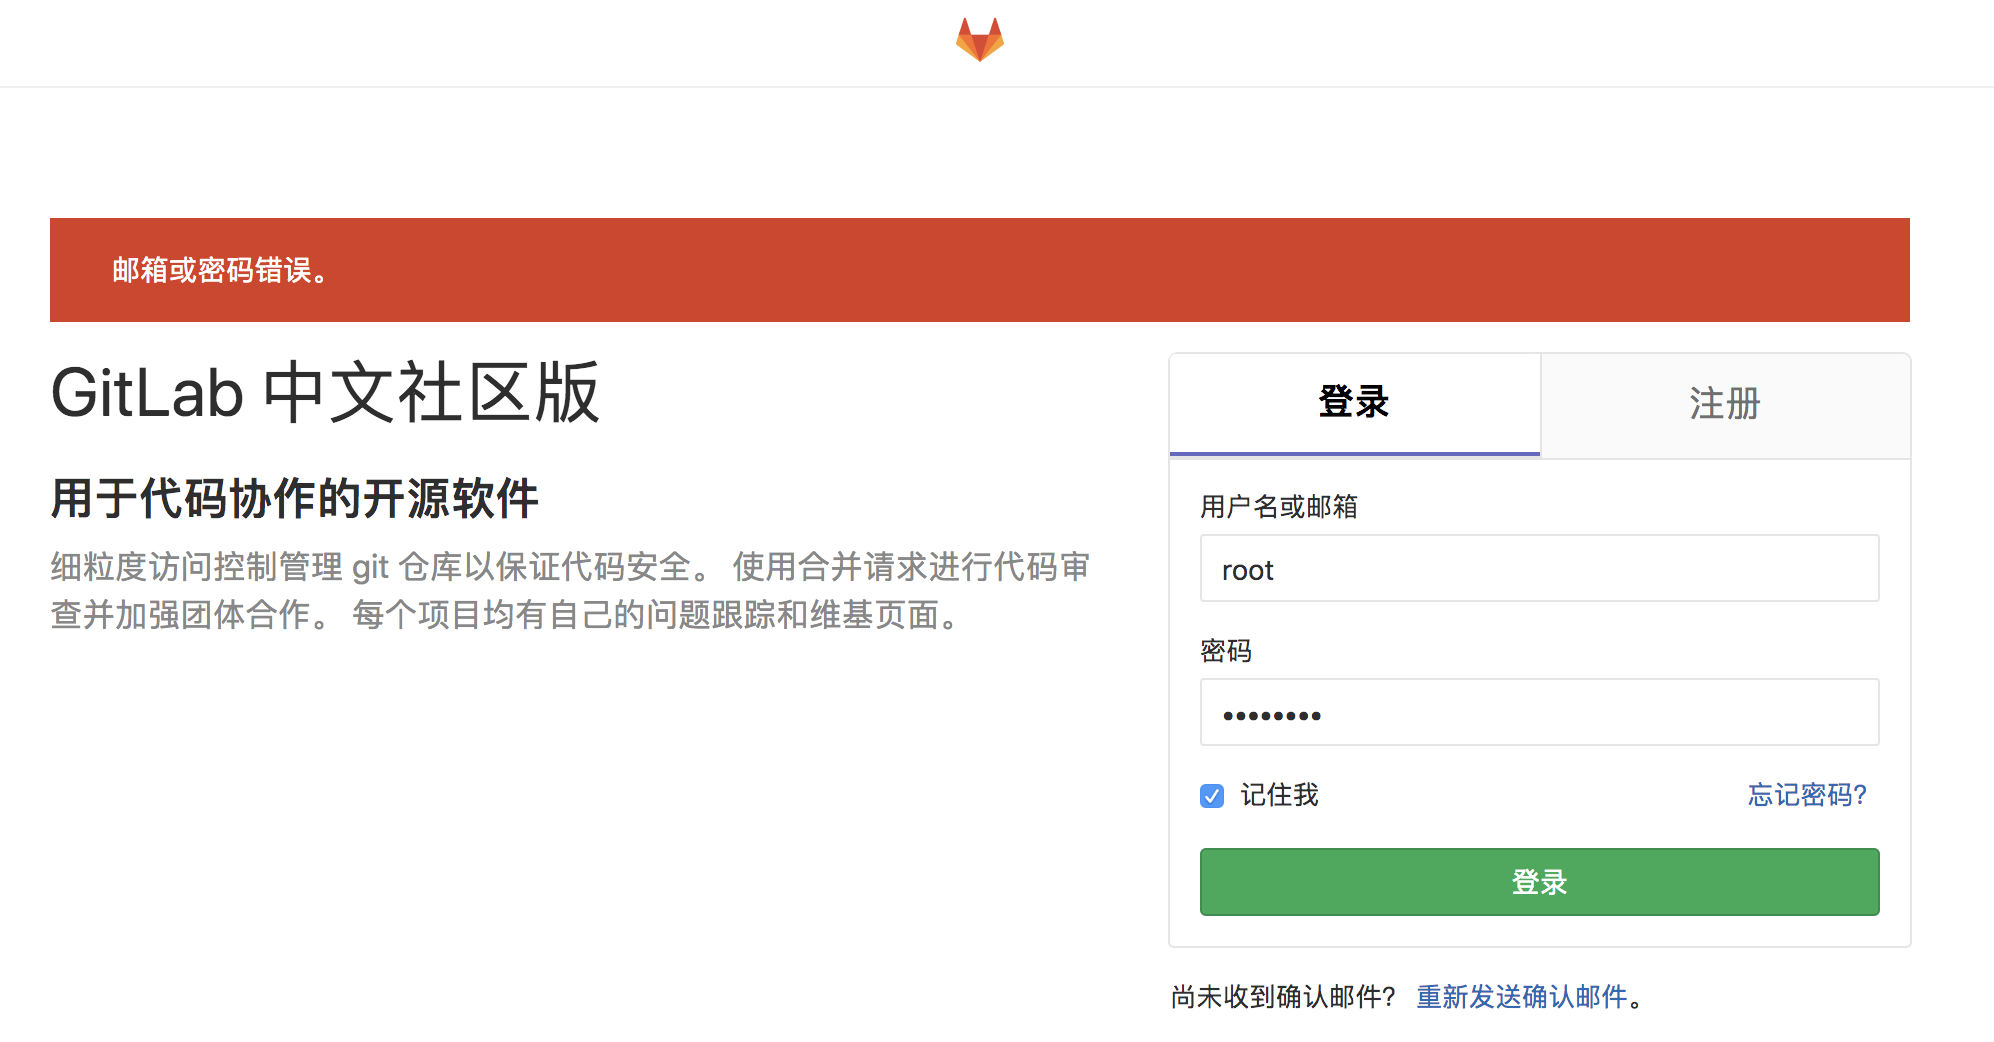 邮箱或密码错误。
GitLab 中文社区版
用于代码协作的开源软件
细粒度访问控制管理 git 仓库以保证代码安全。 使用合并请求进行代码审
查并加强团体合作。 每个项目均有自己的问题跟踪和维基页面。
登录
注册
用户名或邮箱
root
密码
••••••••
记住我
忘记密码?
登录
尚未收到确认邮件? 重新发送确认邮件。